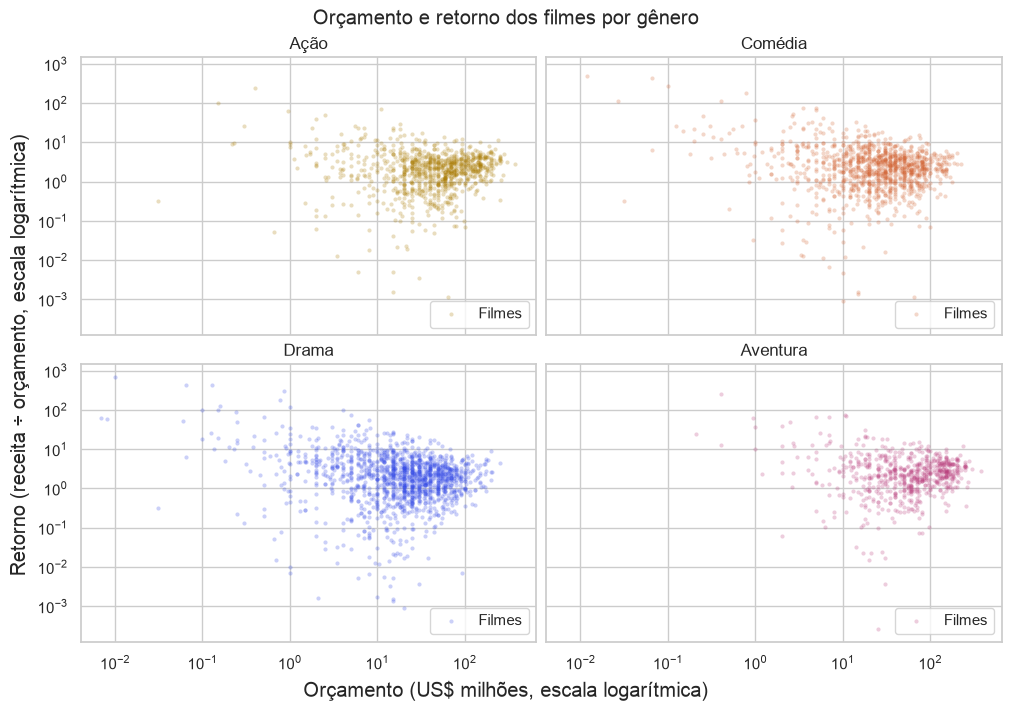 Orçamento e retorno dos filmes por gênero
Ação
Comédia
10³
10²
10¹
10⁰
10⁻¹
10⁻²
10⁻³
Filmes
Filmes
Retorno (receita ÷ orçamento, escala logarítmica)
Drama
Aventura
10³
10²
10¹
10⁰
10⁻¹
10⁻²
10⁻³
Filmes
Filmes
10⁻² 10⁻¹ 10⁰ 10¹ 10²
10⁻² 10⁻¹ 10⁰ 10¹ 10²
Orçamento (US$ milhões, escala logarítmica)